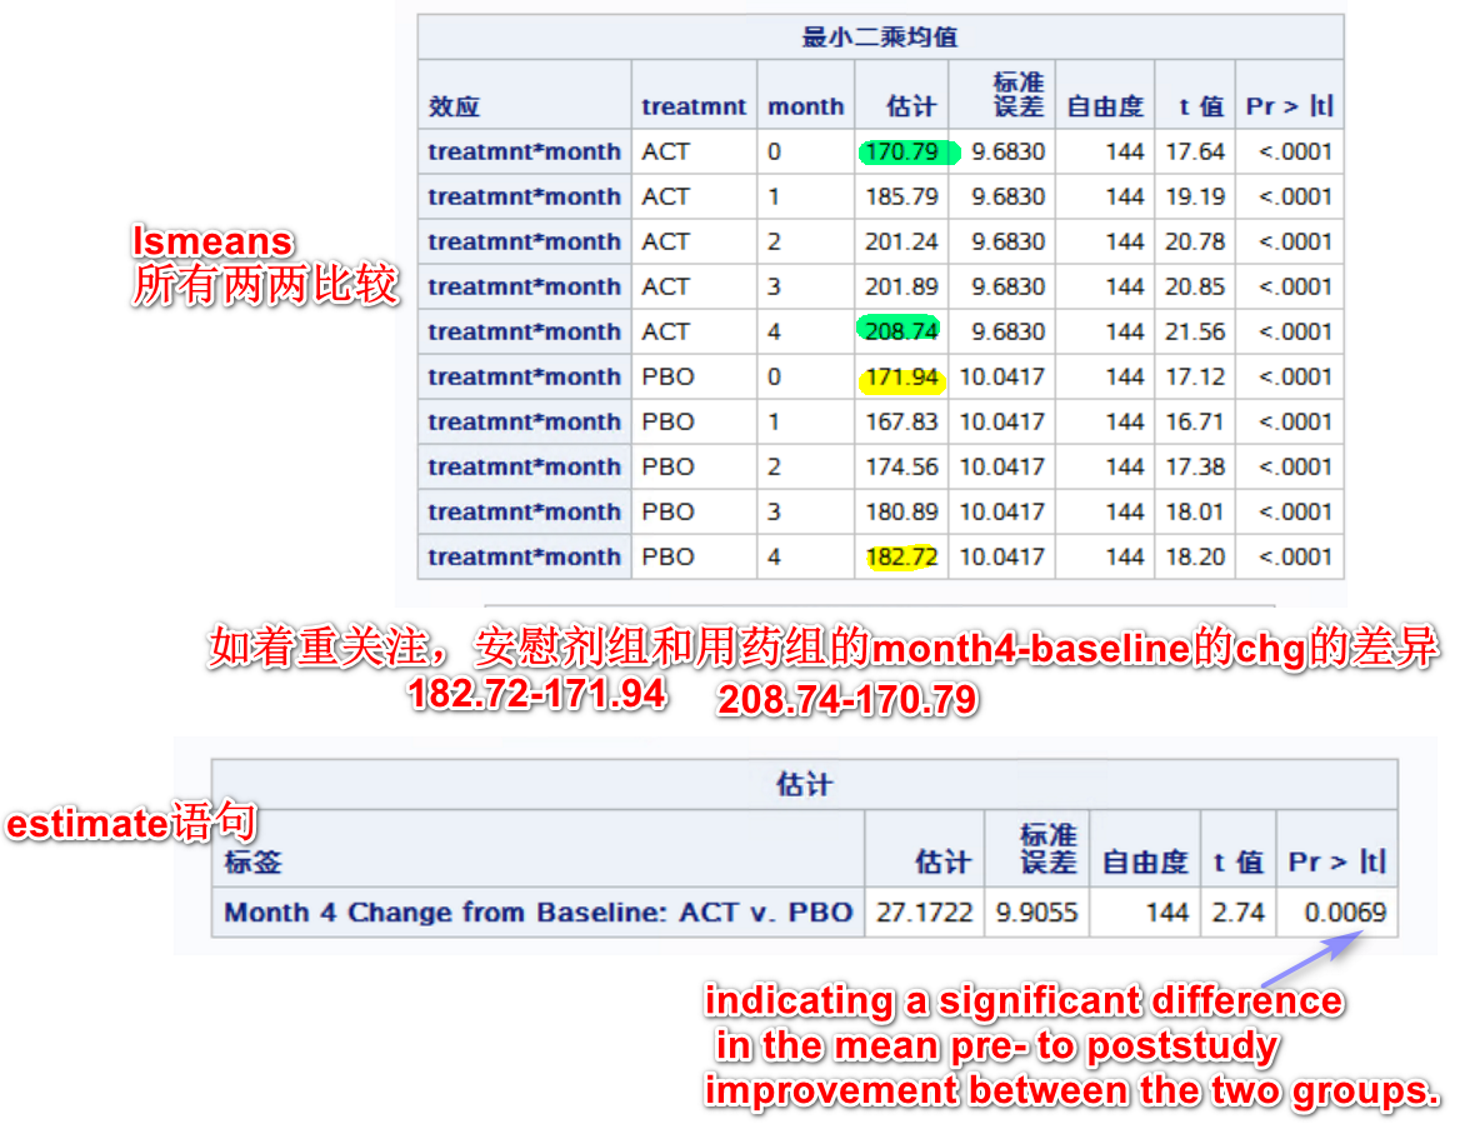 最小二乘均值
效应 treatmnt month 估计 标准误差 自由度 t 值 Pr > |t|
treatmnt*month ACT 0 170.79 9.6830 144 17.64 <.0001
treatmnt*month ACT 1 185.79 9.6830 144 19.19 <.0001
treatmnt*month ACT 2 201.24 9.6830 144 20.78 <.0001
treatmnt*month ACT 3 201.89 9.6830 144 20.85 <.0001
treatmnt*month ACT 4 208.74 9.6830 144 21.56 <.0001
treatmnt*month PBO 0 171.94 10.0417 144 17.12 <.0001
treatmnt*month PBO 1 167.83 10.0417 144 16.71 <.0001
treatmnt*month PBO 2 174.56 10.0417 144 17.38 <.0001
treatmnt*month PBO 3 180.89 10.0417 144 18.01 <.0001
treatmnt*month PBO 4 182.72 10.0417 144 18.20 <.0001
lsmeans
所有两两比较
如着重关注，安慰剂组和用药组的month4-baseline的chg的差异
182.72-171.94 208.74-170.79
estimate语句
估计
标签 估计 标准误差 自由度 t 值 Pr > |t|
Month 4 Change from Baseline: ACT v. PBO 27.1722 9.9055 144 2.74 0.0069
indicating a significant difference
in the mean pre- to poststudy
improvement between the two groups.